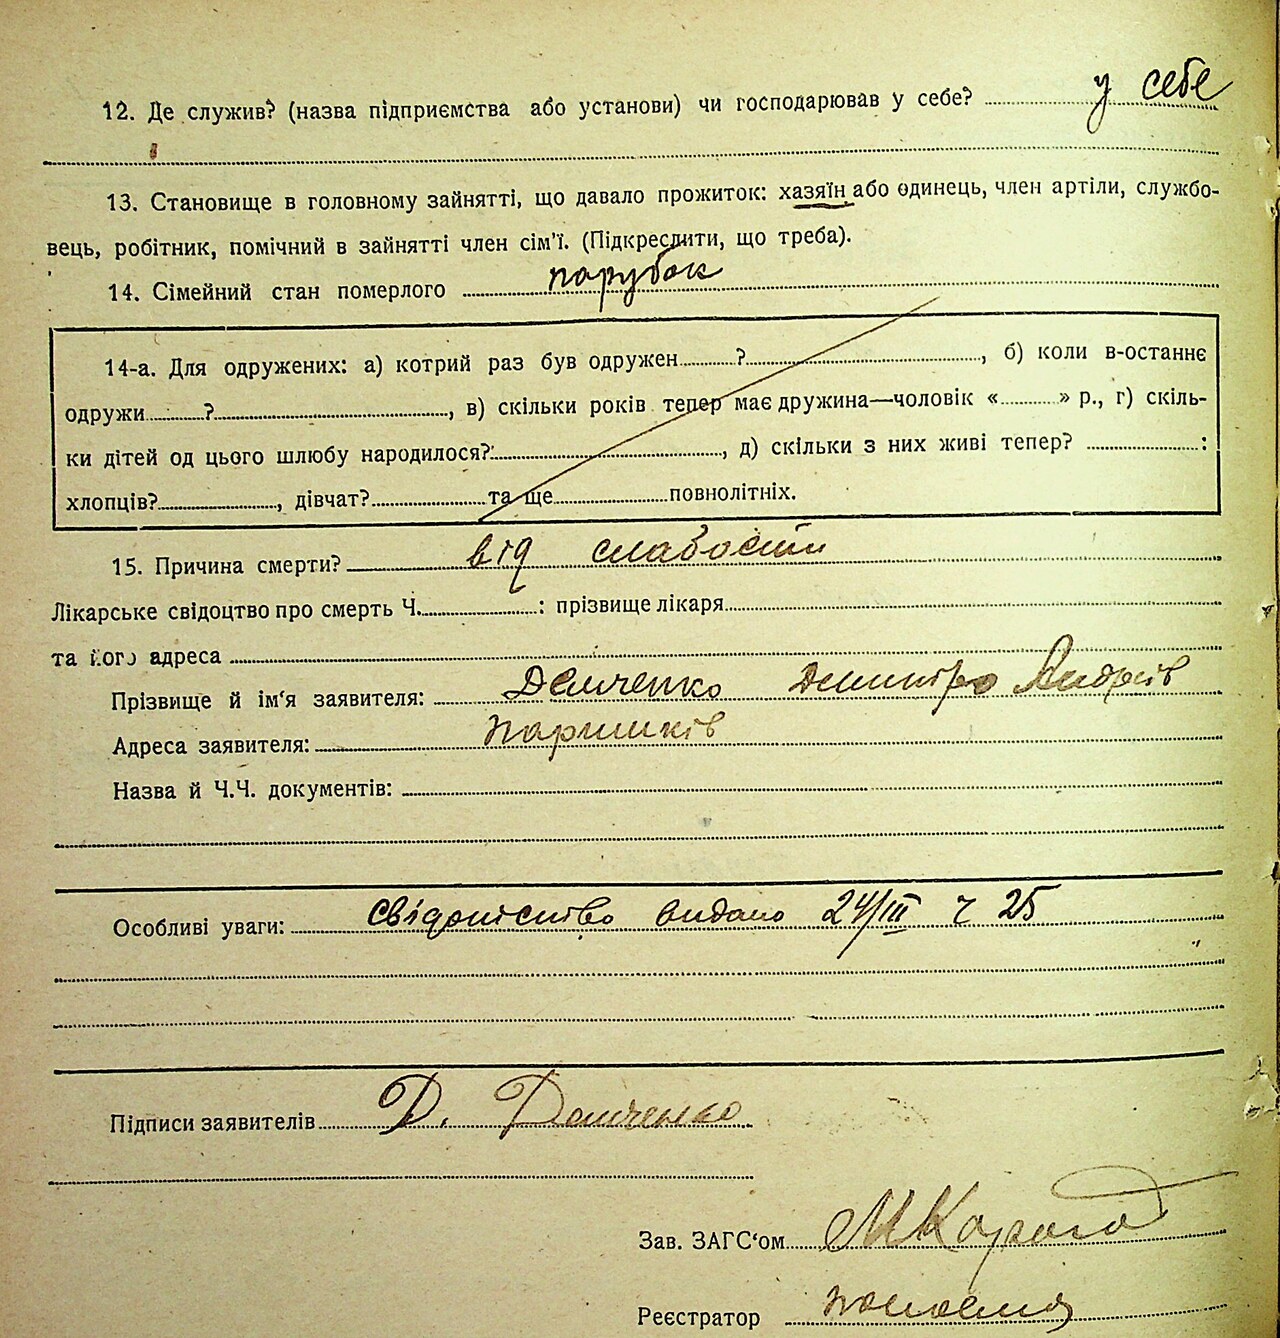 12. Де служив? (назва підприємства або установи) чи господарював у себе? у себе
13. Становище в головному зайнятті, що давало прожиток: хазяїн або одинець, член артіли, службо-
вець, робітник, помічний в зайнятті член сім'ї. (Підкреслити, що треба).
14. Сімейний стан померлого парубок
14-а. Для одружених: а) котрий раз був одружен ?, б) коли в-останнє
одружи ?, в) скільки років тепер має дружина—чоловік « » р., г) скіль-
ки дітей од цього шлюбу народилося?, д) скільки з них живі тепер? :
хлопців?, дівчат? та ще повнолітніх.
15. Причина смерти? від слабости
Лікарське свідоцтво про смерть Ч. : прізвище лікаря
та його адреса
Прізвище й ім'я заявителя: Демченко Дмитро Андріїв
Адреса заявителя:
Назва й Ч.Ч. документів:
Особливі уваги: свідоцтво видано 24/III ч 25
Підписи заявителів Д. Демченко
Зав. ЗАГС'ом
Реєстратор